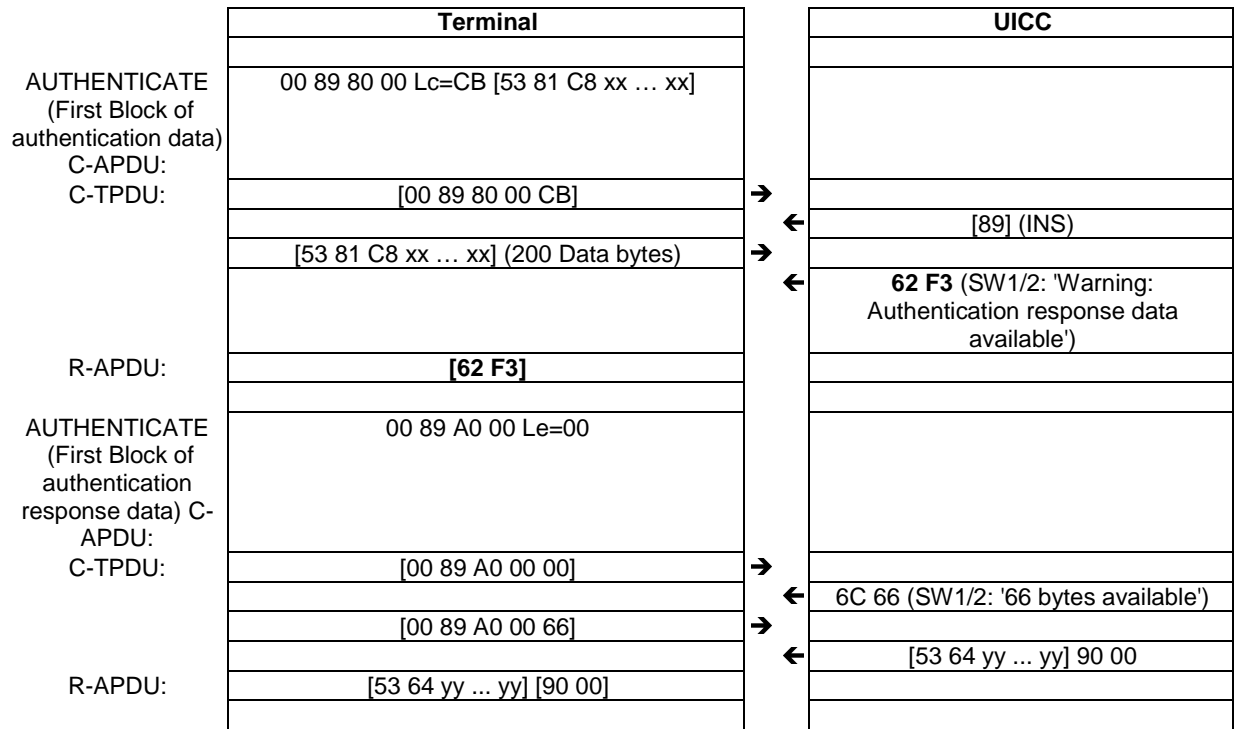 Terminal UICC
AUTHENTICATE 00 89 80 00 Lc=CB [53 81 C8 xx … xx]
(First Block of
authentication data)
C-APDU:
C-TPDU: [00 89 80 00 CB] ➔
🡰 [89] (INS)
[53 81 C8 xx … xx] (200 Data bytes) ➔
🡰 62 F3 (SW1/2: 'Warning:
Authentication response data
available')
R-APDU: [62 F3]
AUTHENTICATE 00 89 A0 00 Le=00
(First Block of
authentication
response data) C-
APDU:
C-TPDU: [00 89 A0 00 00] ➔
🡰 6C 66 (SW1/2: '66 bytes available')
[00 89 A0 00 66] ➔
🡰 [53 64 yy ... yy] 90 00
R-APDU: [53 64 yy ... yy] [90 00]